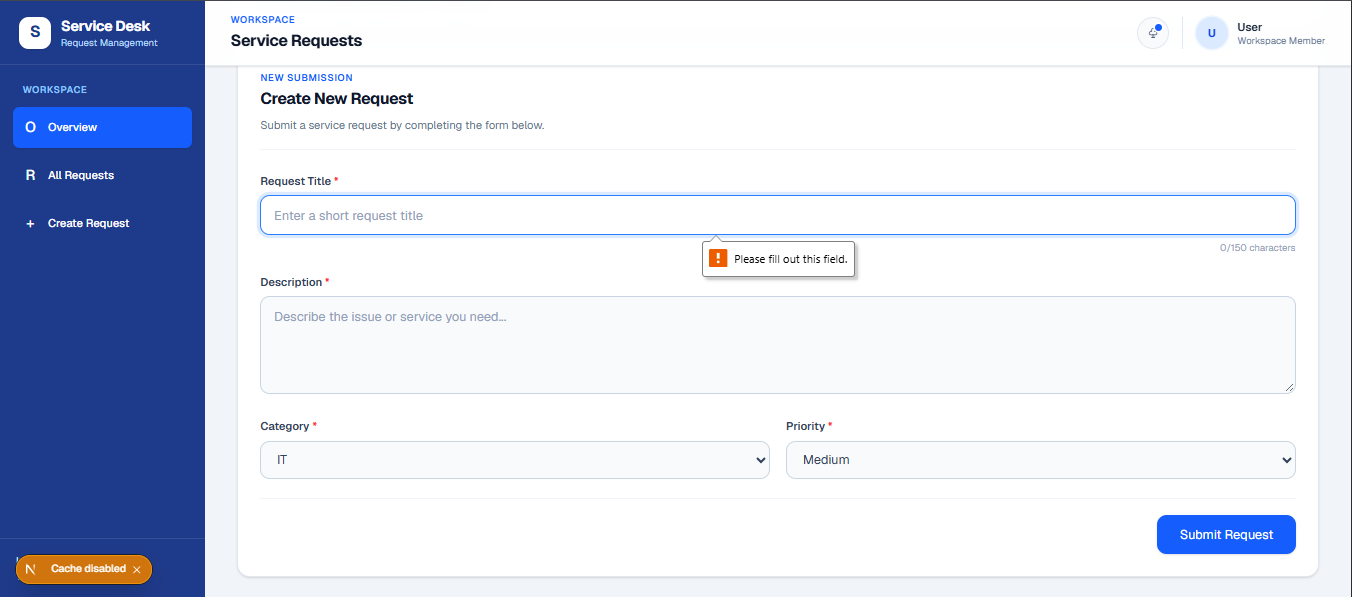 S
Service Desk
Request Management
WORKSPACE
O Overview
R All Requests
+ Create Request
N Cache disabled ×
WORKSPACE
Service Requests
U
User
Workspace Member
NEW SUBMISSION
Create New Request
Submit a service request by completing the form below.
Request Title *
Enter a short request title
0/150 characters
! Please fill out this field.
Description *
Describe the issue or service you need...
Category *
IT
Priority *
Medium
Submit Request